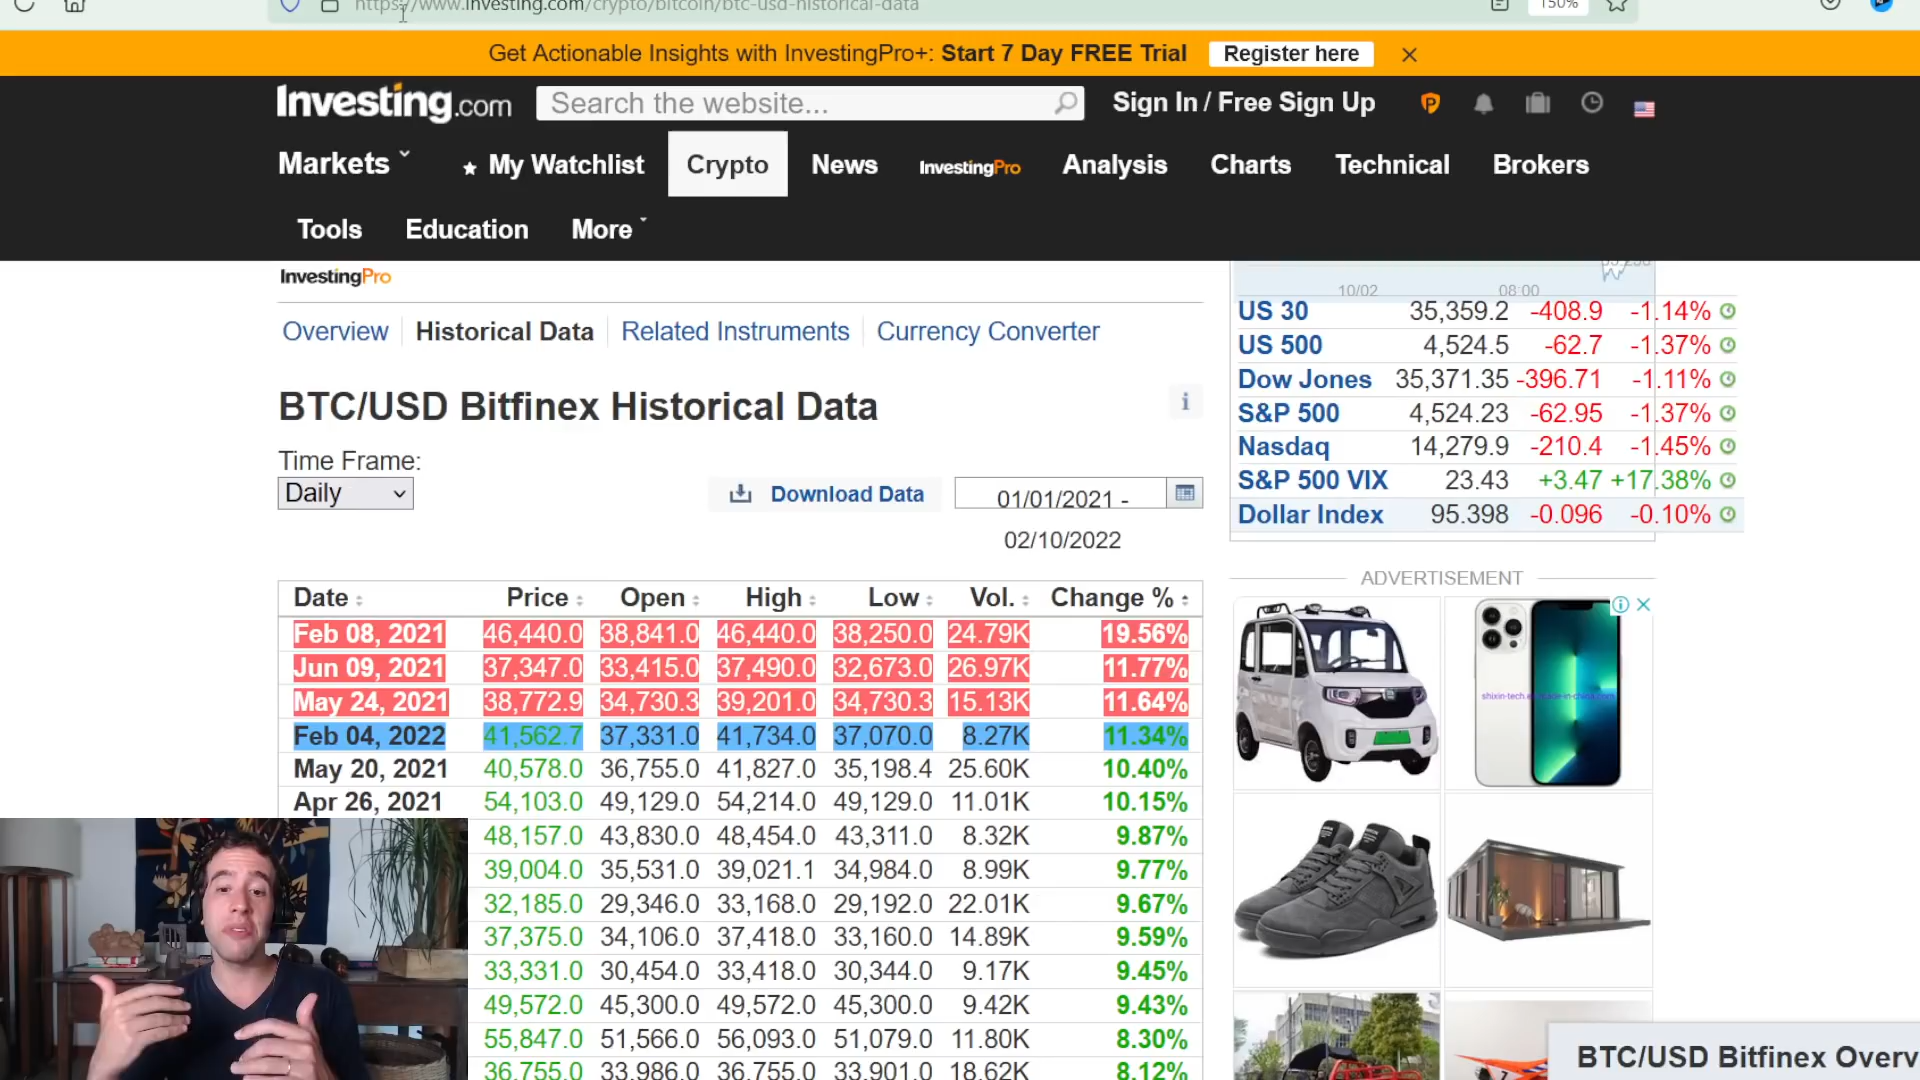 https://www.investing.com/crypto/bitcoin/btc-usd-historical-data
150%
Get Actionable Insights with InvestingPro+: Start 7 Day FREE Trial
Register here
Investing.com
Search the website...
Sign In / Free Sign Up
Markets
My Watchlist
Crypto
News
InvestingPro
Analysis
Charts
Technical
Brokers
Tools
Education
More
InvestingPro
Overview
Historical Data
Related Instruments
Currency Converter
BTC/USD Bitfinex Historical Data
Time Frame:
Daily
Download Data
01/01/2021 -
02/10/2022
Date Price Open High Low Vol. Change %
Feb 08, 2021 46,440.0 38,841.0 46,440.0 38,250.0 24.79K 19.56%
Jun 09, 2021 37,347.0 33,415.0 37,490.0 32,673.0 26.97K 11.77%
May 24, 2021 38,772.9 34,730.3 39,201.0 34,730.3 15.13K 11.64%
Feb 04, 2022 41,562.7 37,331.0 41,734.0 37,070.0 8.27K 11.34%
May 20, 2021 40,578.0 36,755.0 41,827.0 35,198.4 25.60K 10.40%
Apr 26, 2021 54,103.0 49,129.0 54,214.0 49,129.0 11.01K 10.15%
48,157.0 43,830.0 48,454.0 43,311.0 8.32K 9.87%
39,004.0 35,531.0 39,021.1 34,984.0 8.99K 9.77%
32,185.0 29,346.0 33,168.0 29,192.0 22.01K 9.67%
37,375.0 34,106.0 37,418.0 33,160.0 14.89K 9.59%
33,331.0 30,454.0 33,418.0 30,344.0 9.17K 9.45%
49,572.0 45,300.0 49,572.0 45,300.0 9.42K 9.43%
55,847.0 51,566.0 56,093.0 51,079.0 11.80K 8.30%
36,755.0 33,986.0 36,755.0 33,901.0 18.62K 8.12%
10/02 08:00
US 30 35,359.2 -408.9 -1.14%
US 500 4,524.5 -62.7 -1.37%
Dow Jones 35,371.35 -396.71 -1.11%
S&P 500 4,524.23 -62.95 -1.37%
Nasdaq 14,279.9 -210.4 -1.45%
S&P 500 VIX 23.43 +3.47 +17.38%
Dollar Index 95.398 -0.096 -0.10%
ADVERTISEMENT
BTC/USD Bitfinex Overv